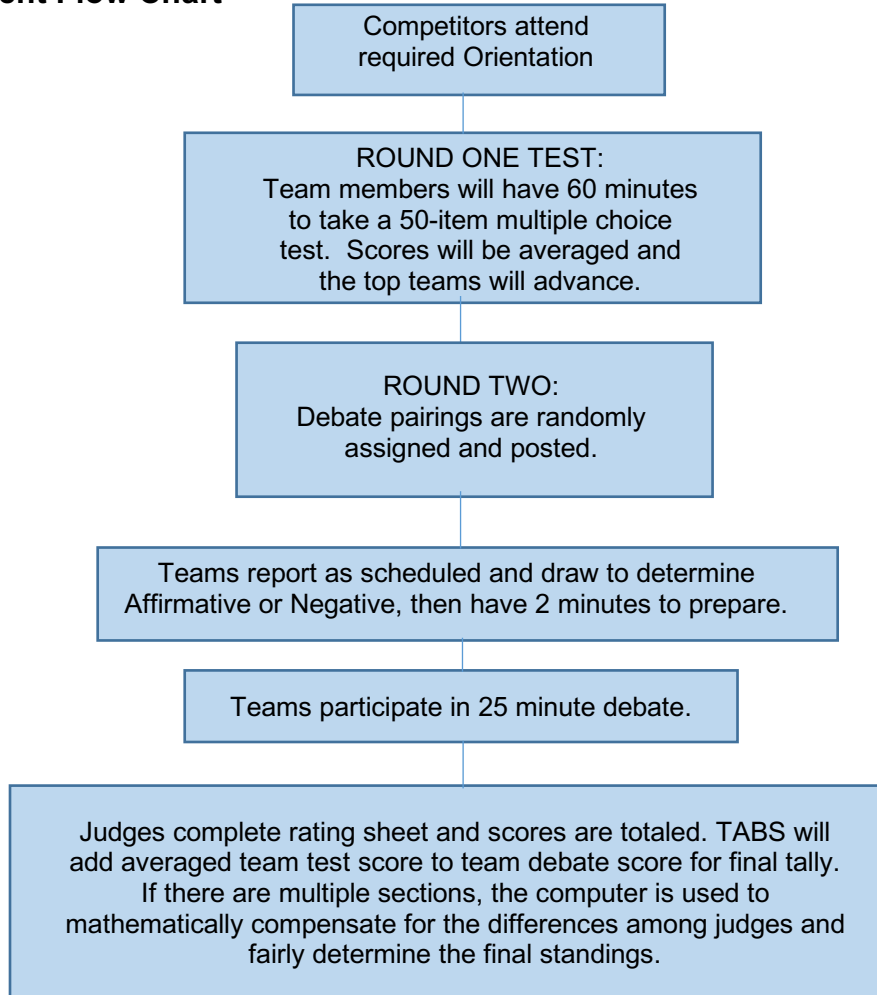 Flow Chart
Competitors attend
required Orientation
ROUND ONE TEST:
Team members will have 60 minutes
to take a 50-item multiple choice
test.  Scores will be averaged and
the top teams will advance.
ROUND TWO:
Debate pairings are randomly
assigned and posted.
Teams report as scheduled and draw to determine
Affirmative or Negative, then have 2 minutes to prepare.
Teams participate in 25 minute debate.
Judges complete rating sheet and scores are totaled. TABS will
add averaged team test score to team debate score for final tally.
If there are multiple sections, the computer is used to
mathematically compensate for the differences among judges and
fairly determine the final standings.